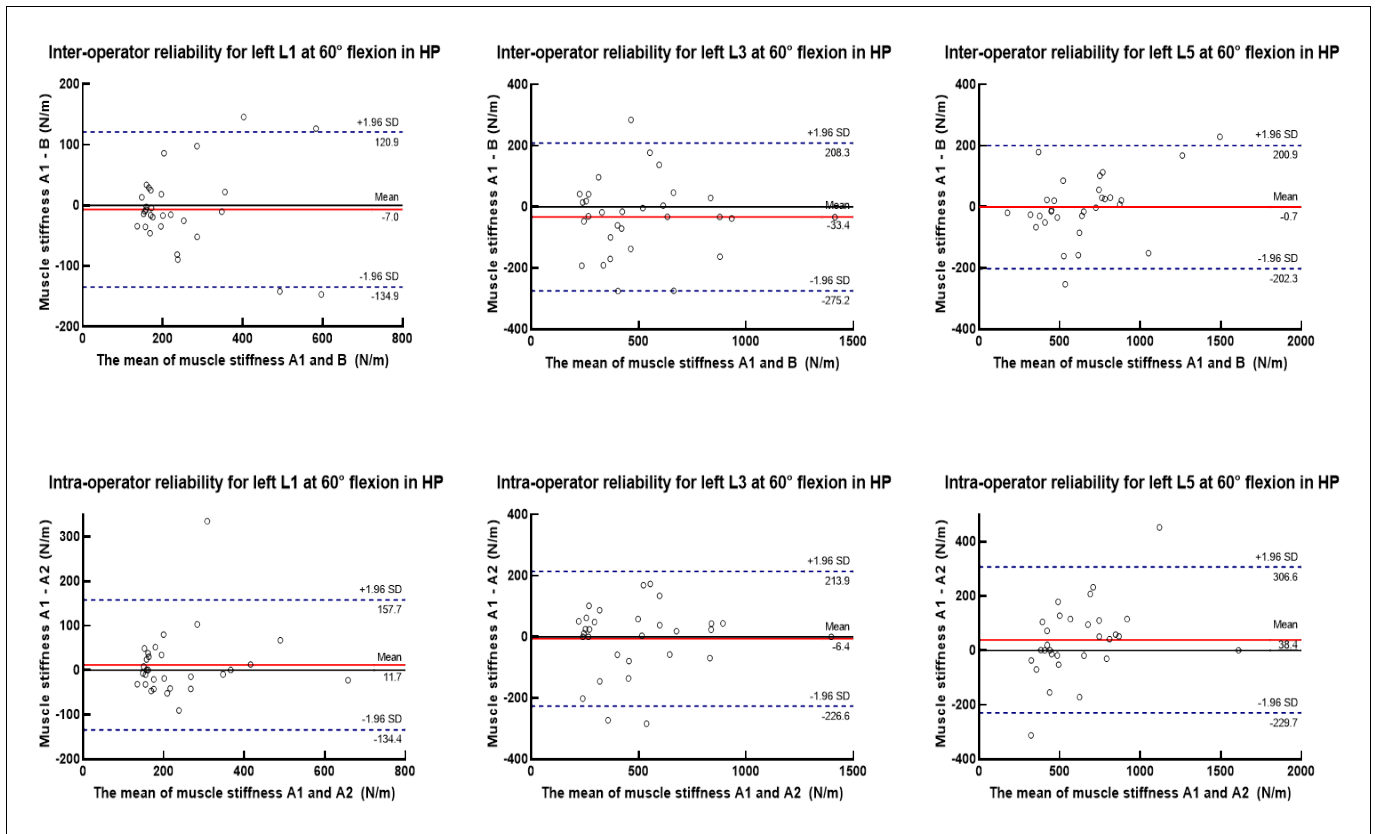 Inter-operator reliability for left L1 at 60° flexion in HP
Muscle stiffness A1 - B (N/m)
200
100
0
-100
-200
+1.96 SD
120.9
Mean
-7.0
-1.96 SD
-134.9
0
200
400
600
800
The mean of muscle stiffness A1 and B (N/m)
Inter-operator reliability for left L3 at 60° flexion in HP
Muscle stiffness A1 - B (N/m)
400
200
0
-200
-400
+1.96 SD
208.3
Mean
-33.4
-1.96 SD
-275.2
0
500
1000
1500
The mean of muscle stiffness A1 and B (N/m)
Inter-operator reliability for left L5 at 60° flexion in HP
Muscle stiffness A1 - B (N/m)
400
200
0
-200
-400
+1.96 SD
200.9
Mean
-0.7
-1.96 SD
-202.3
0
500
1000
1500
2000
The mean of muscle stiffness A1 and B (N/m)
Intra-operator reliability for left L1 at 60° flexion in HP
Muscle stiffness A1 - A2 (N/m)
300
200
100
0
-100
-200
+1.96 SD
157.7
Mean
11.7
-1.96 SD
-134.4
0
200
400
600
800
The mean of muscle stiffness A1 and A2 (N/m)
Intra-operator reliability for left L3 at 60° flexion in HP
Muscle stiffness A1 - A2 (N/m)
400
200
0
-200
-400
+1.96 SD
213.9
Mean
-6.4
-1.96 SD
-226.6
0
500
1000
1500
The mean of muscle stiffness A1 and A2 (N/m)
Intra-operator reliability for left L5 at 60° flexion in HP
Muscle stiffness A1 - A2 (N/m)
400
200
0
-200
-400
+1.96 SD
306.6
Mean
38.4
-1.96 SD
-229.7
0
500
1000
1500
2000
The mean of muscle stiffness A1 and A2 (N/m)